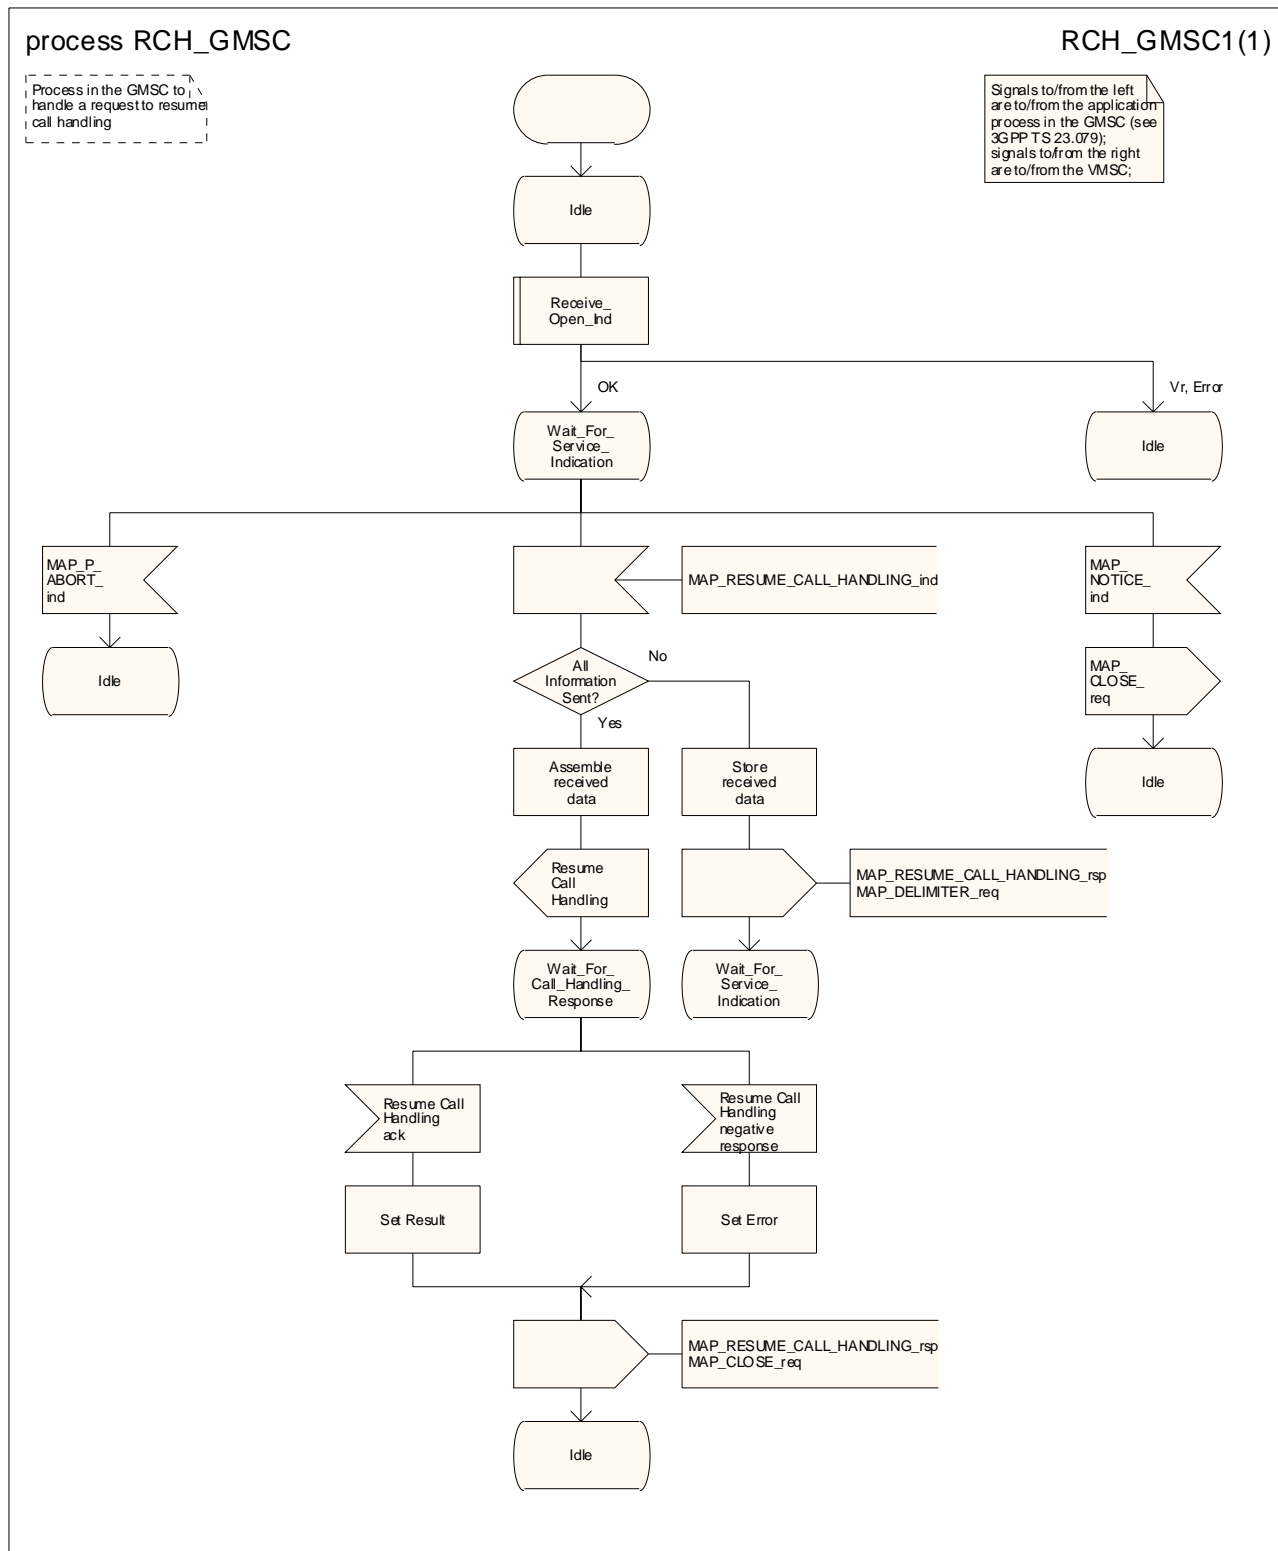 process RCH_GMSC
RCH_GMSC1(1)
Process in the GMSC to
handle a request to resume
call handling
Signals to/from the left
are to/from the application
process in the GMSC (see
3GPP TS 23.079);
signals to/from the right
are to/from the VMSC;
Idle
Receive_
Open_Ind
OK
Vr, Error
Wait_For_
Service_
Indication
Idle
MAP_P_
ABORT_
ind
MAP_RESUME_CALL_HANDLING_ind
MAP_
NOTICE_
ind
Idle
All
Information
Sent?
No
Yes
MAP_
CLOSE_
req
Assemble
received
data
Store
received
data
Idle
Resume
Call
Handling
MAP_RESUME_CALL_HANDLING_rsp
MAP_DELIMITER_req
Wait_For_
Call_Handling_
Response
Wait_For_
Service_
Indication
Resume Call
Handling
ack
Resume Call
Handling
negative
response
Set Result
Set Error
MAP_RESUME_CALL_HANDLING_rsp
MAP_CLOSE_req
Idle